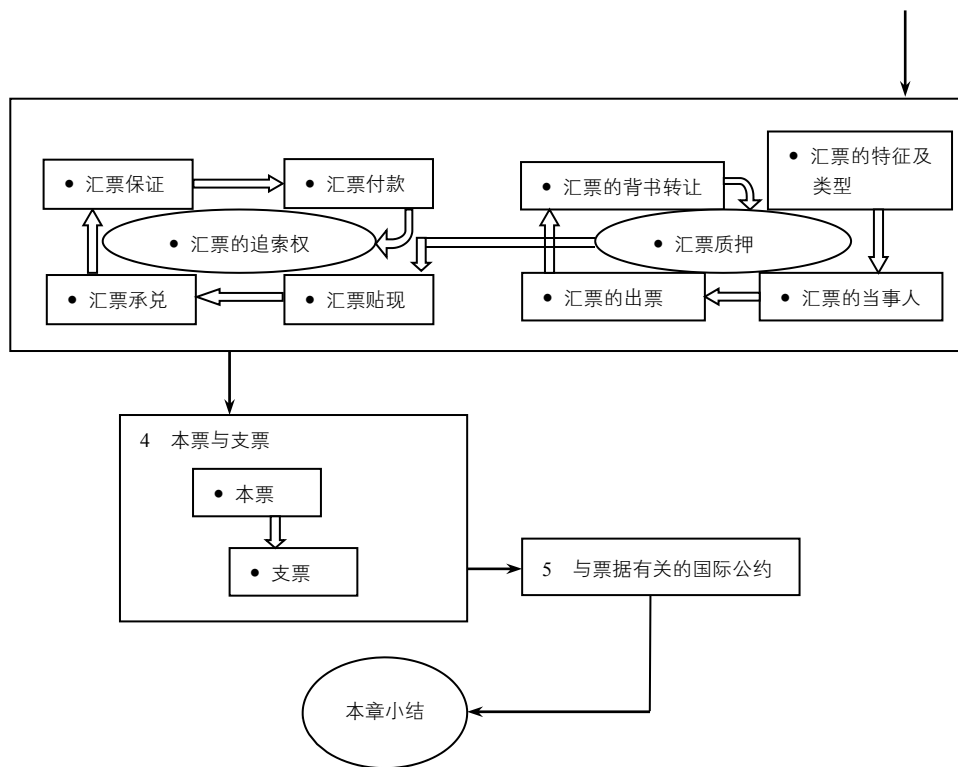 • 汇票的特征及
类型
• 汇票保证
• 汇票付款
• 汇票的背书转让
• 汇票的追索权
• 汇票质押
• 汇票承兑
• 汇票贴现
• 汇票的出票
• 汇票的当事人
4 本票与支票
• 本票
• 支票
5 与票据有关的国际公约
本章小结